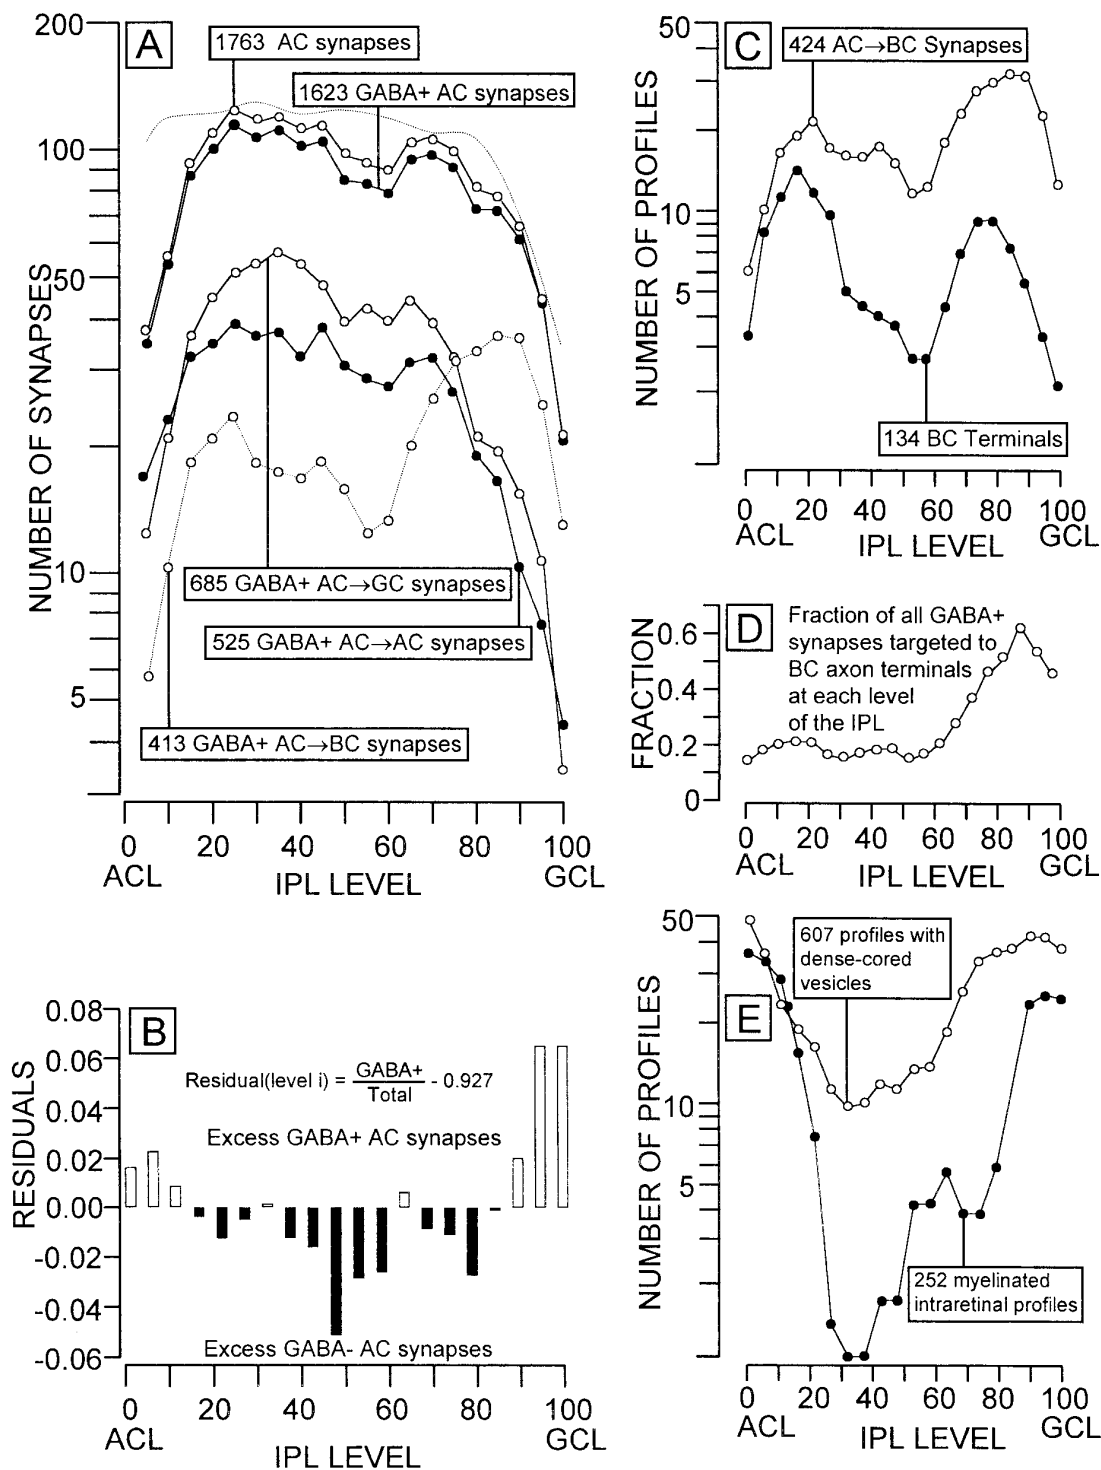 A
200
100
50
10
5
NUMBER OF SYNAPSES
1763 AC synapses
1623 GABA+ AC synapses
685 GABA+ AC→GC synapses
525 GABA+ AC→AC synapses
413 GABA+ AC→BC synapses
0 20 40 60 80 100
ACL IPL LEVEL GCL
B
0.08
0.06
0.04
0.02
0.00
-0.02
-0.04
-0.06
RESIDUALS
Residual(level i) = GABA+ / Total - 0.927
Excess GABA+ AC synapses
Excess GABA- AC synapses
0 20 40 60 80 100
ACL IPL LEVEL GCL
C
50
10
5
NUMBER OF PROFILES
424 AC→BC Synapses
134 BC Terminals
0 20 40 60 80 100
ACL IPL LEVEL GCL
D
0.6
0.4
0.2
0
FRACTION
Fraction of all GABA+
synapses targeted to
BC axon terminals
at each level
of the IPL
0 20 40 60 80 100
ACL IPL LEVEL GCL
E
50
10
5
NUMBER OF PROFILES
607 profiles with
dense-cored
vesicles
252 myelinated
intraretinal profiles
0 20 40 60 80 100
ACL IPL LEVEL GCL